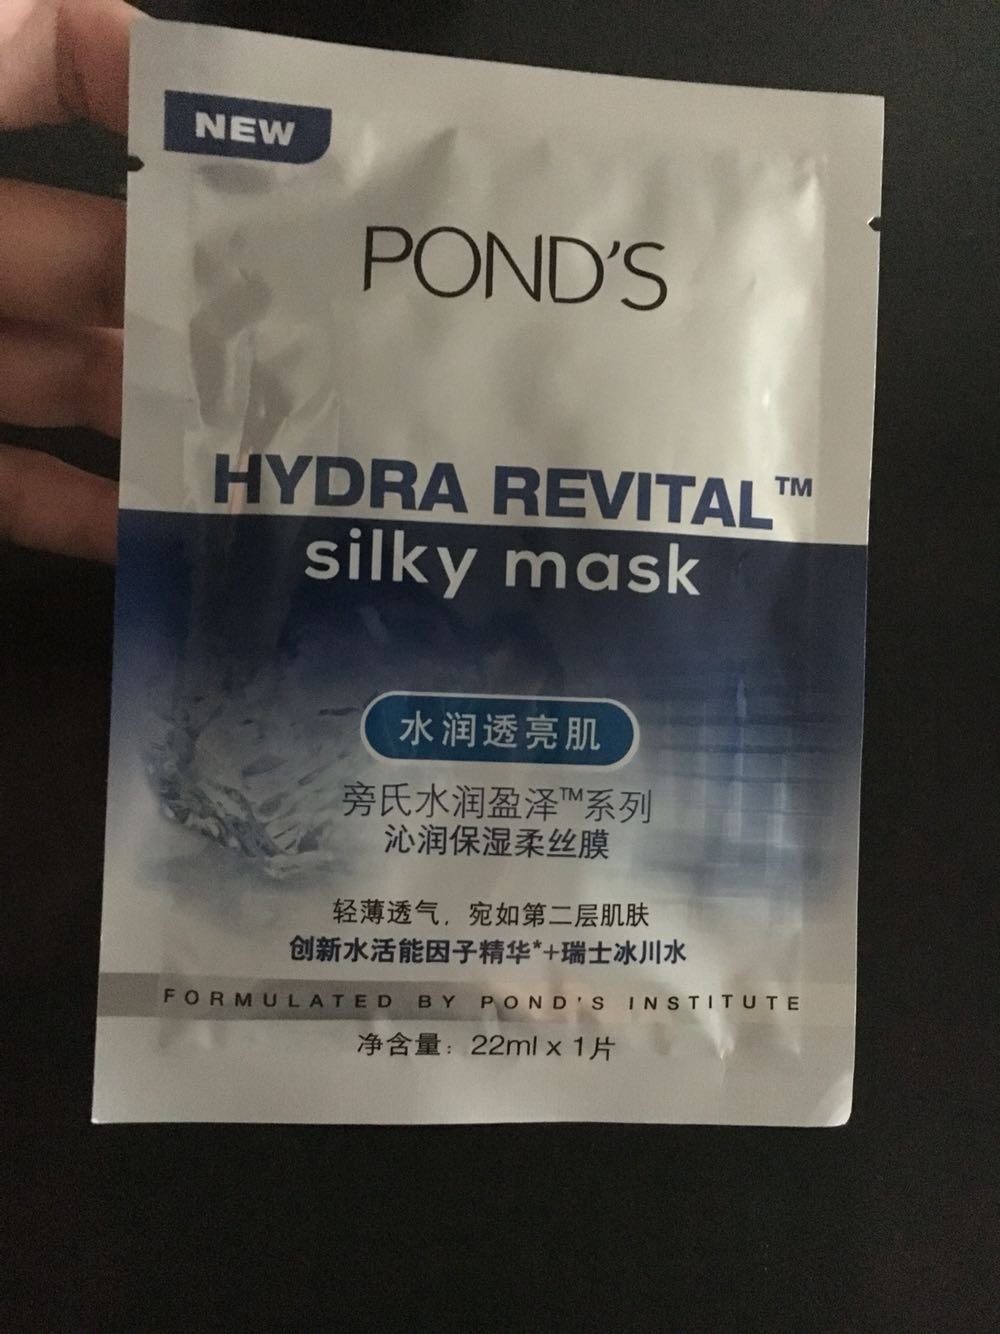 NEW
POND'S
HYDRA REVITAL™
silky mask
水润透亮肌
旁氏水润盈泽™系列
沁润保湿柔丝膜
轻薄透气，宛如第二层肌肤
创新水活能因子精华*+瑞士冰川水
FORMULATED BY POND'S INSTITUTE
净含量：22ml x 1片